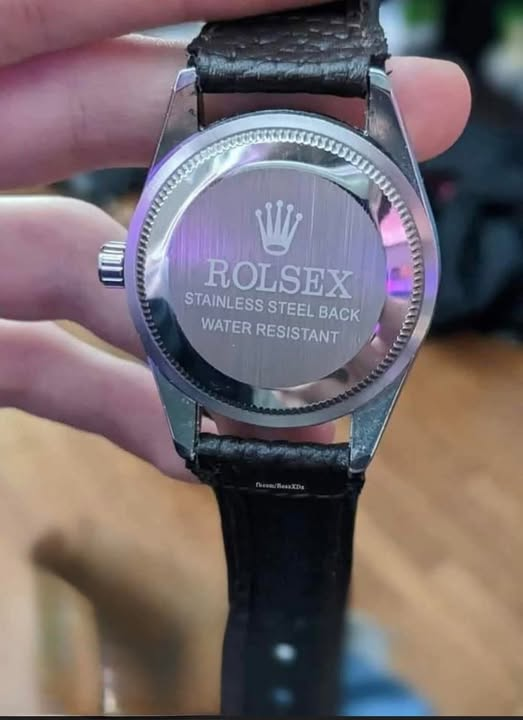 ROLSEX
STAINLESS STEEL BACK
WATER RESISTANT